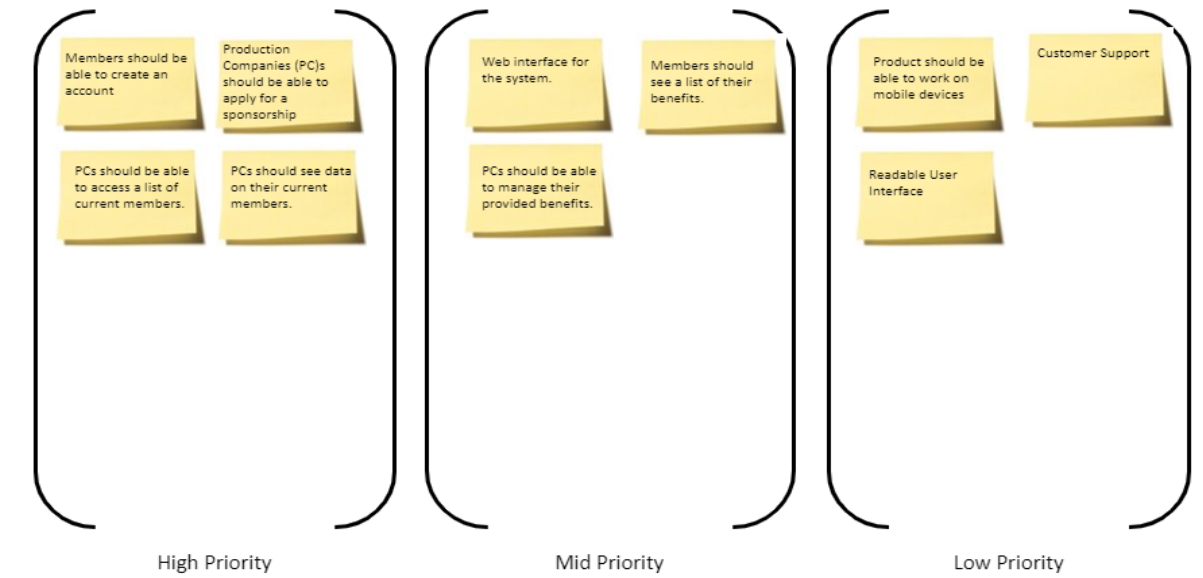 Members should be
able to create an
account
Production
Companies (PC)s
should be able to
apply for a
sponsorship
PCs should be able
to access a list of
current members.
PCs should see data
on their current
members.
High Priority
Web interface for
the system.
Members should
see a list of their
benefits.
PCs should be able
to manage their
provided benefits.
Mid Priority
Product should be
able to work on
mobile devices
Customer Support
Readable User
Interface
Low Priority